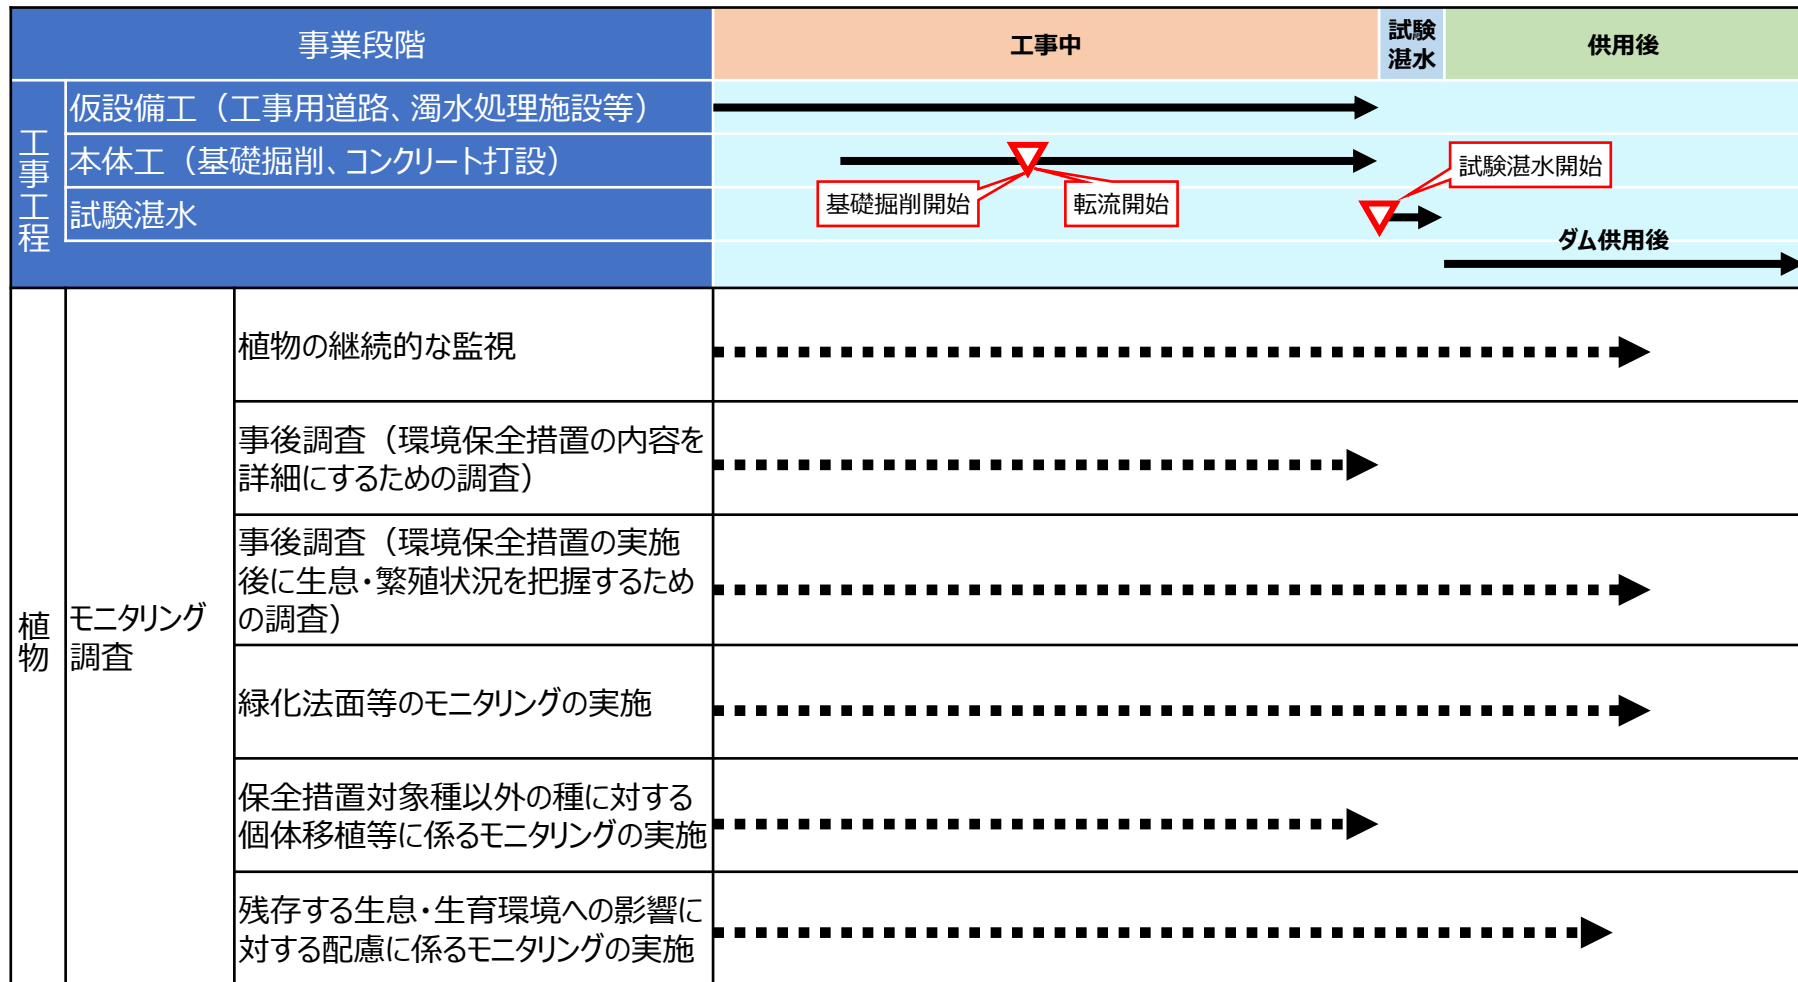 事業段階
工事中
試験
湛水
供用後
工事工程
仮設備工（工事用道路、濁水処理施設等）
本体工（基礎掘削、コンクリート打設）
基礎掘削開始
転流開始
試験湛水開始
試験湛水
ダム供用後
植物
モニタリング
調査
植物の継続的な監視
事後調査（環境保全措置の内容を
詳細にするための調査）
事後調査（環境保全措置の実施
後に生息・繁殖状況を把握するため
の調査）
緑化法面等のモニタリングの実施
保全措置対象種以外の種に対する
個体移植等に係るモニタリングの実施
残存する生息・生育環境への影響に
対する配慮に係るモニタリングの実施